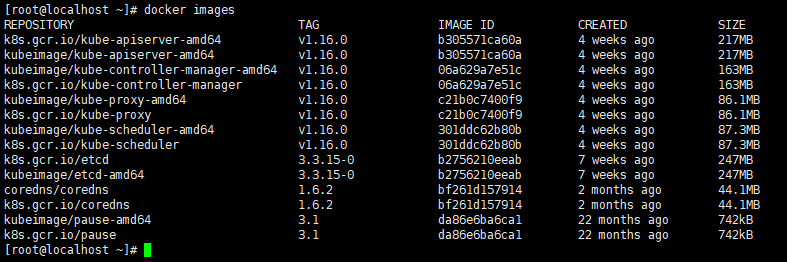 [root@localhost ~]# docker images
REPOSITORY TAG IMAGE ID CREATED SIZE
k8s.gcr.io/kube-apiserver-amd64 v1.16.0 b305571ca60a 4 weeks ago 217MB
kubeimage/kube-apiserver-amd64 v1.16.0 b305571ca60a 4 weeks ago 217MB
kubeimage/kube-controller-manager-amd64 v1.16.0 06a629a7e51c 4 weeks ago 163MB
k8s.gcr.io/kube-controller-manager v1.16.0 06a629a7e51c 4 weeks ago 163MB
kubeimage/kube-proxy-amd64 v1.16.0 c21b0c7400f9 4 weeks ago 86.1MB
k8s.gcr.io/kube-proxy v1.16.0 c21b0c7400f9 4 weeks ago 86.1MB
kubeimage/kube-scheduler-amd64 v1.16.0 301ddc62b80b 4 weeks ago 87.3MB
k8s.gcr.io/kube-scheduler v1.16.0 301ddc62b80b 4 weeks ago 87.3MB
k8s.gcr.io/etcd 3.3.15-0 b2756210eeab 7 weeks ago 247MB
kubeimage/etcd-amd64 3.3.15-0 b2756210eeab 7 weeks ago 247MB
coredns/coredns 1.6.2 bf261d157914 2 months ago 44.1MB
k8s.gcr.io/coredns 1.6.2 bf261d157914 2 months ago 44.1MB
kubeimage/pause-amd64 3.1 da86e6ba6ca1 22 months ago 742kB
k8s.gcr.io/pause 3.1 da86e6ba6ca1 22 months ago 742kB
[root@localhost ~]#